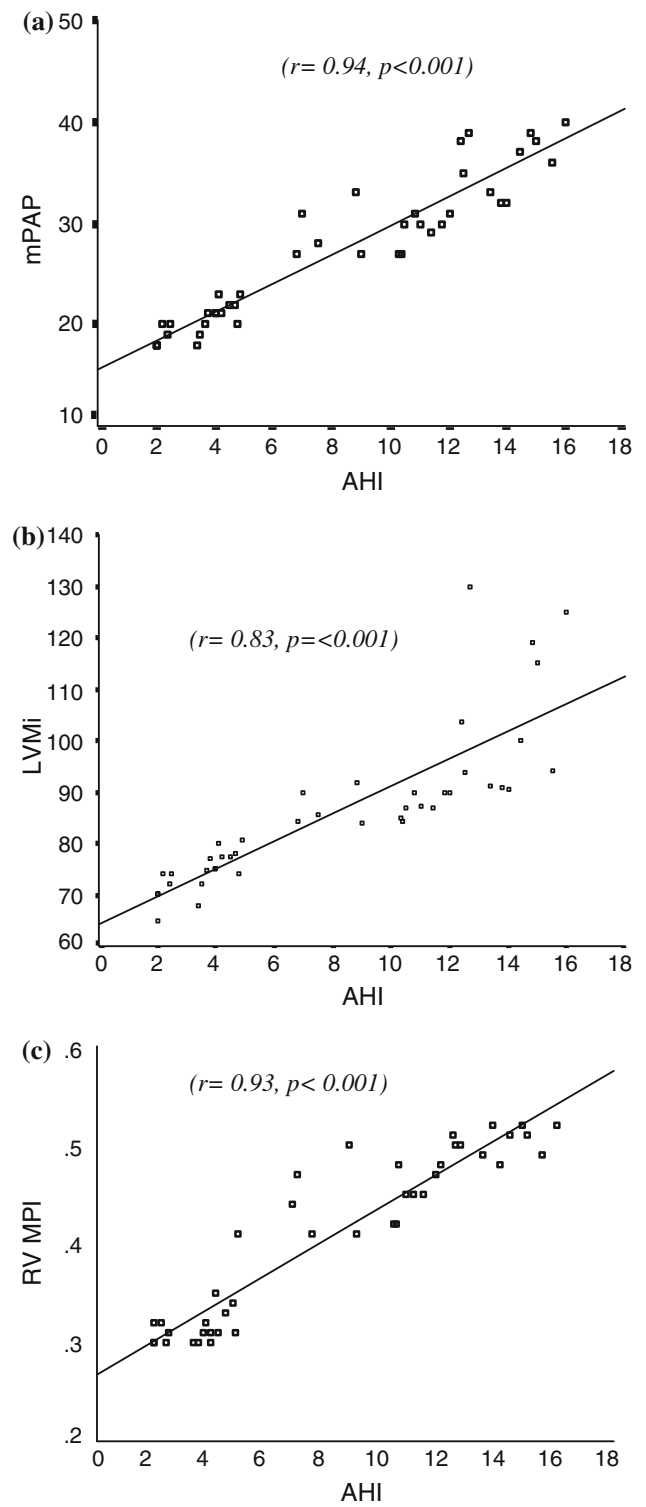 (a)
50
(r= 0.94, p<0.001)
40
30
20
10
mPAP
0 2 4 6 8 10 12 14 16 18
AHI
(b)
140
130
(r= 0.83, p=<0.001)
120
110
100
90
80
70
60
LVMi
0 2 4 6 8 10 12 14 16 18
AHI
(c)
.6
(r= 0.93, p< 0.001)
.5
.4
.3
.2
RV MPI
0 2 4 6 8 10 12 14 16 18
AHI